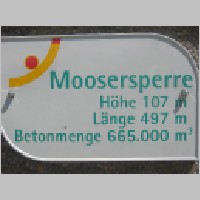 Moosersperre
Höhe 107 m
Länge 497 m
Betonmenge 665.000 m³